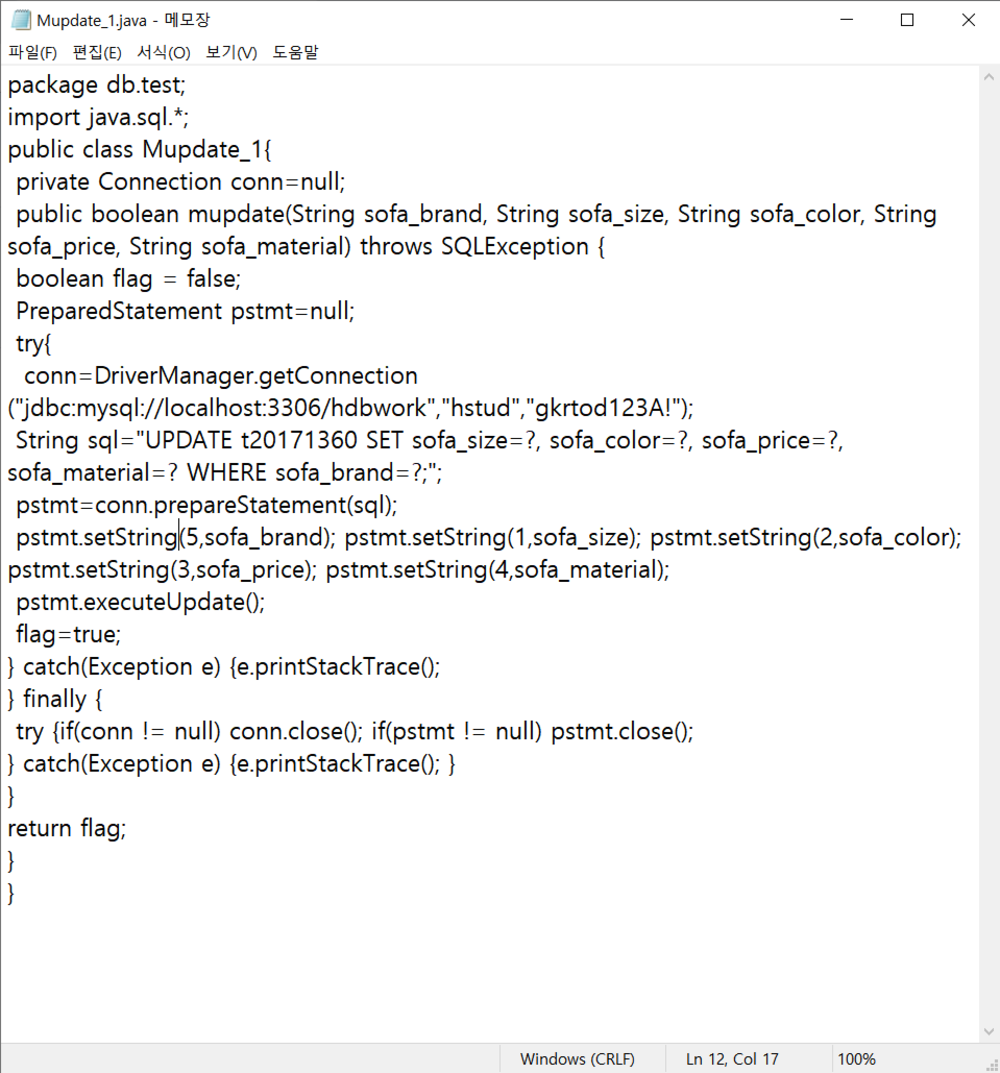 Mupdate_1.java - 메모장
파일(F) 편집(E) 서식(O) 보기(V) 도움말
package db.test;
import java.sql.*;
public class Mupdate_1{
 private Connection conn=null;
 public boolean mupdate(String sofa_brand, String sofa_size, String sofa_color, String
sofa_price, String sofa_material) throws SQLException {
 boolean flag = false;
 PreparedStatement pstmt=null;
 try{
  conn=DriverManager.getConnection
("jdbc:mysql://localhost:3306/hdbwork","hstud","gkrtod123A!");
 String sql="UPDATE t20171360 SET sofa_size=?, sofa_color=?, sofa_price=?,
sofa_material=? WHERE sofa_brand=?;";
 pstmt=conn.prepareStatement(sql);
 pstmt.setString(5,sofa_brand); pstmt.setString(1,sofa_size); pstmt.setString(2,sofa_color);
pstmt.setString(3,sofa_price); pstmt.setString(4,sofa_material);
 pstmt.executeUpdate();
 flag=true;
} catch(Exception e) {e.printStackTrace();
} finally {
 try {if(conn != null) conn.close(); if(pstmt != null) pstmt.close();
} catch(Exception e) {e.printStackTrace(); }
}
return flag;
}
}
Windows (CRLF) Ln 12, Col 17 100%